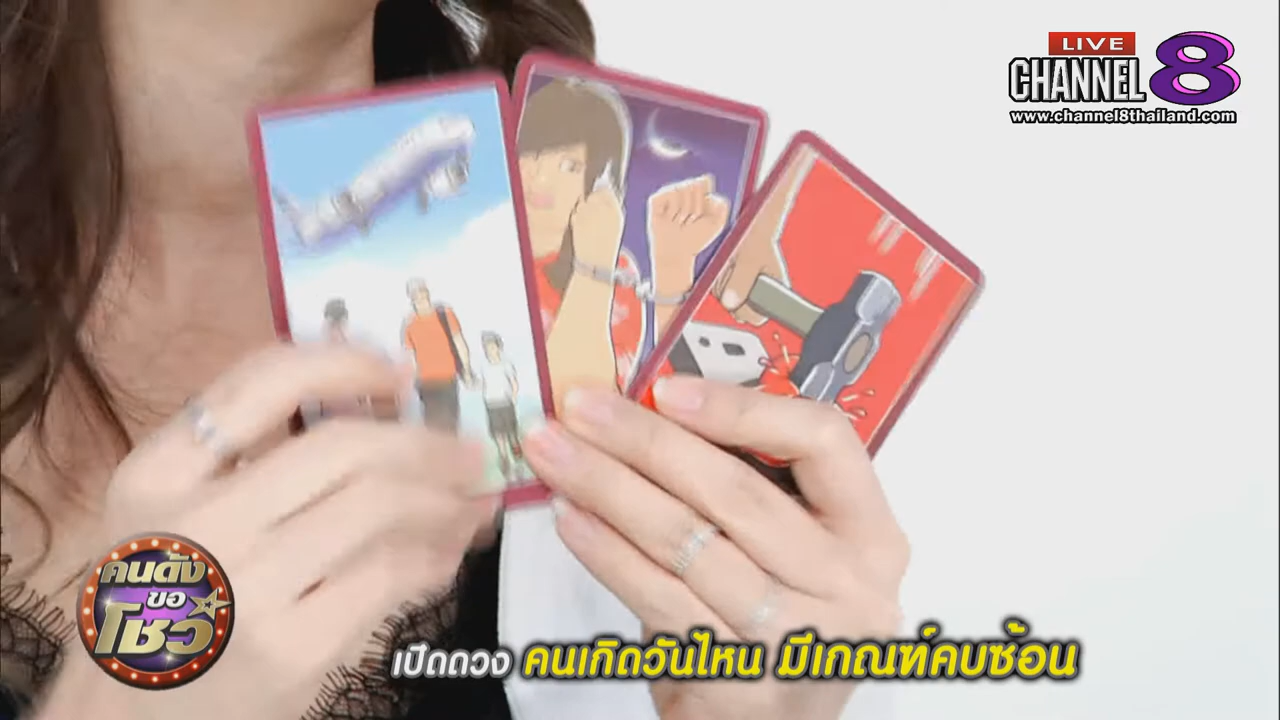 LIVE
CHANNEL 8
www.channel8thailand.com
คนดัง
ขอ
โชว์
เปิดดวง คนเกิดวันไหน มีเกณฑ์คบซ้อน